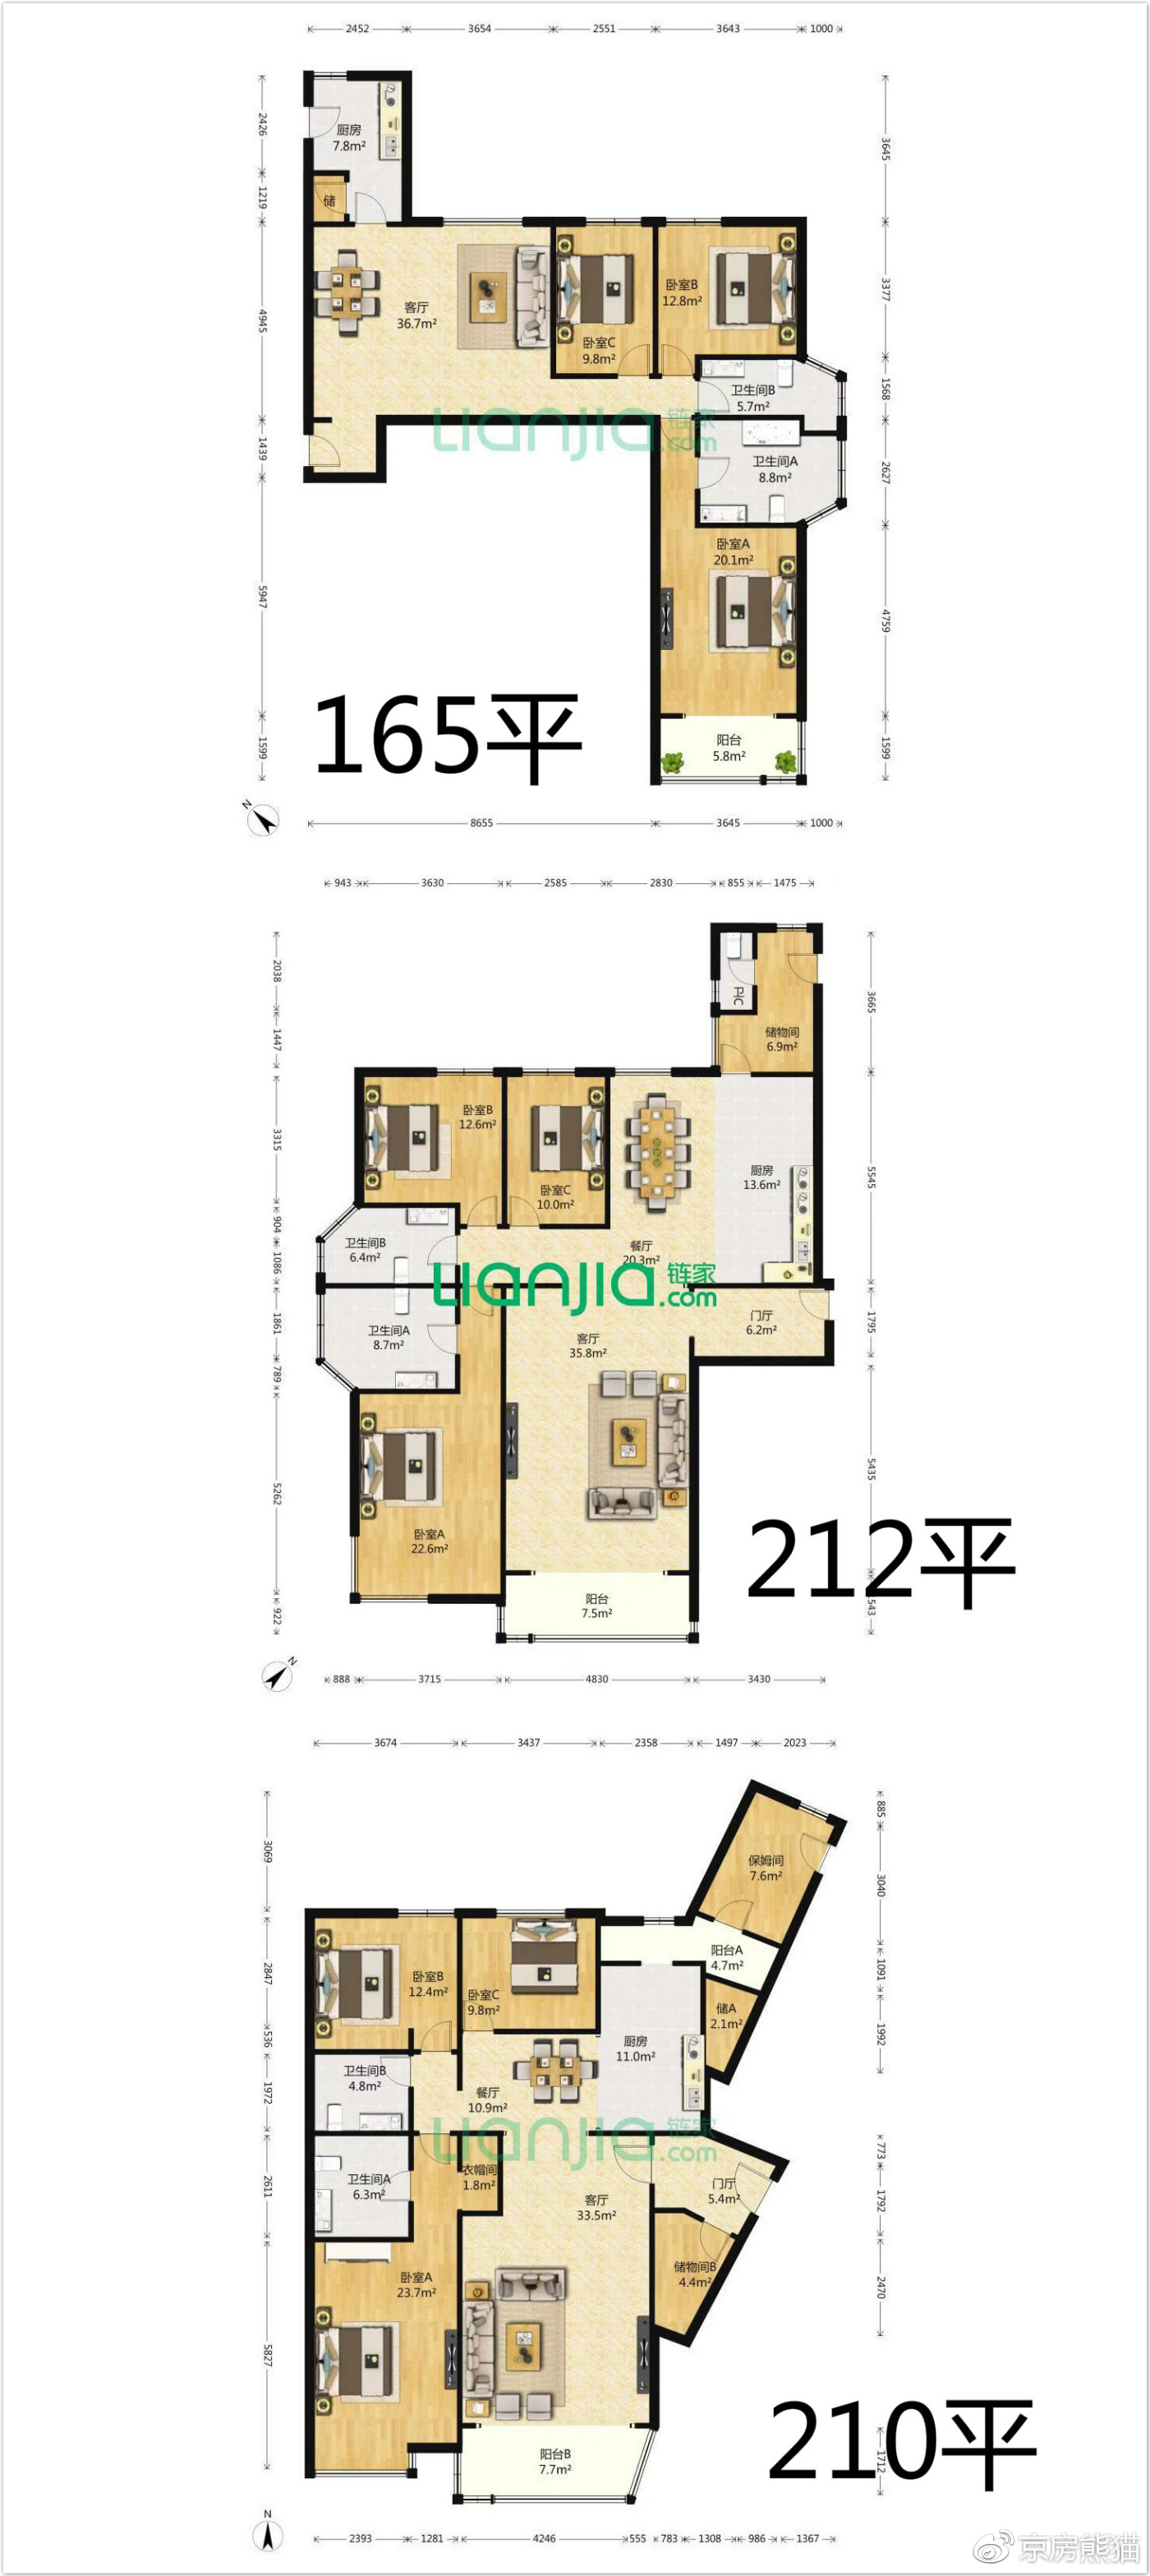 2452 3654 2551 3643 1000
2426
1219
4945
1439
5947
1599
3645
3377
1568
2627
4759
1599
厨房
7.8m²
储
客厅
36.7m²
卧室C
9.8m²
卧室B
12.8m²
卫生间B
5.7m²
卫生间A
8.8m²
卧室A
20.1m²
阳台
5.8m²
Lianjia 链家 .com
165平
N
8655 3645 1000
943 3630 2585 2830 855 1475
2038
1447
3315
904
1086
1861
789
5262
922
3665
5545
1795
5435
543
卫C
储物间
6.9m²
卧室B
12.6m²
卧室C
10.0m²
厨房
13.6m²
餐厅
20.3m²
卫生间B
6.4m²
Lianjia 链家 .com
门厅
6.2m²
卫生间A
8.7m²
客厅
35.8m²
卧室A
22.6m²
阳台
7.5m²
212平
N
888 3715 4830 3430
3674 3437 2358 1497 2023
3069
2847
536
1972
2611
5827
885
3040
1091
1992
773
1792
2470
1712
保姆间
7.6m²
阳台A
4.7m²
卧室B
12.4m²
卧室C
9.8m²
储A
2.1m²
厨房
11.0m²
卫生间B
4.8m²
餐厅
10.9m²
Lianjia 链家 .com
卫生间A
6.3m²
衣帽间
1.8m²
客厅
33.5m²
门厅
5.4m²
储物间B
4.4m²
卧室A
23.7m²
阳台B
7.7m²
210平
N
2393 1281 4246 555 783 1308 986 1367
京房熊猫